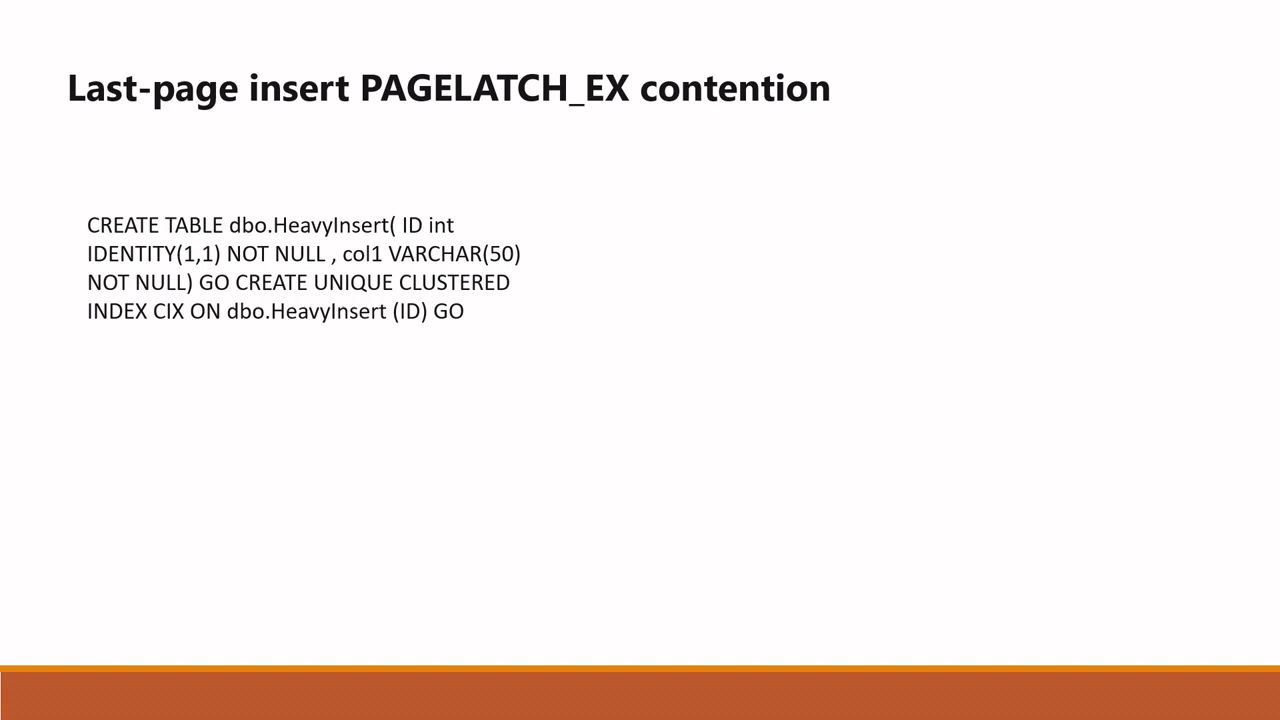 Last-page insert PAGELATCH_EX contention
CREATE TABLE dbo.HeavyInsert( ID int
IDENTITY(1,1) NOT NULL , col1 VARCHAR(50)
NOT NULL) GO CREATE UNIQUE CLUSTERED
INDEX CIX ON dbo.HeavyInsert (ID) GO